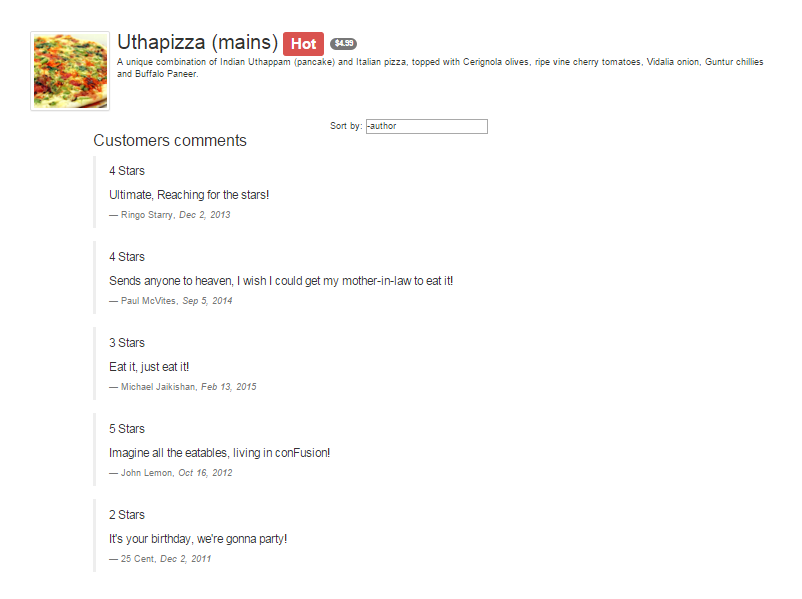 Uthapizza (mains) Hot $4.99
A unique combination of Indian Uthappam (pancake) and Italian pizza, topped with Cerignola olives, ripe vine cherry tomatoes, Vidalia onion, Guntur chillies
and Buffalo Paneer.
Sort by: -author
Customers comments
4 Stars
Ultimate, Reaching for the stars!
— Ringo Starry, Dec 2, 2013
4 Stars
Sends anyone to heaven, I wish I could get my mother-in-law to eat it!
— Paul McVites, Sep 5, 2014
3 Stars
Eat it, just eat it!
— Michael Jaikishan, Feb 13, 2015
5 Stars
Imagine all the eatables, living in conFusion!
— John Lemon, Oct 16, 2012
2 Stars
It's your birthday, we're gonna party!
— 25 Cent, Dec 2, 2011